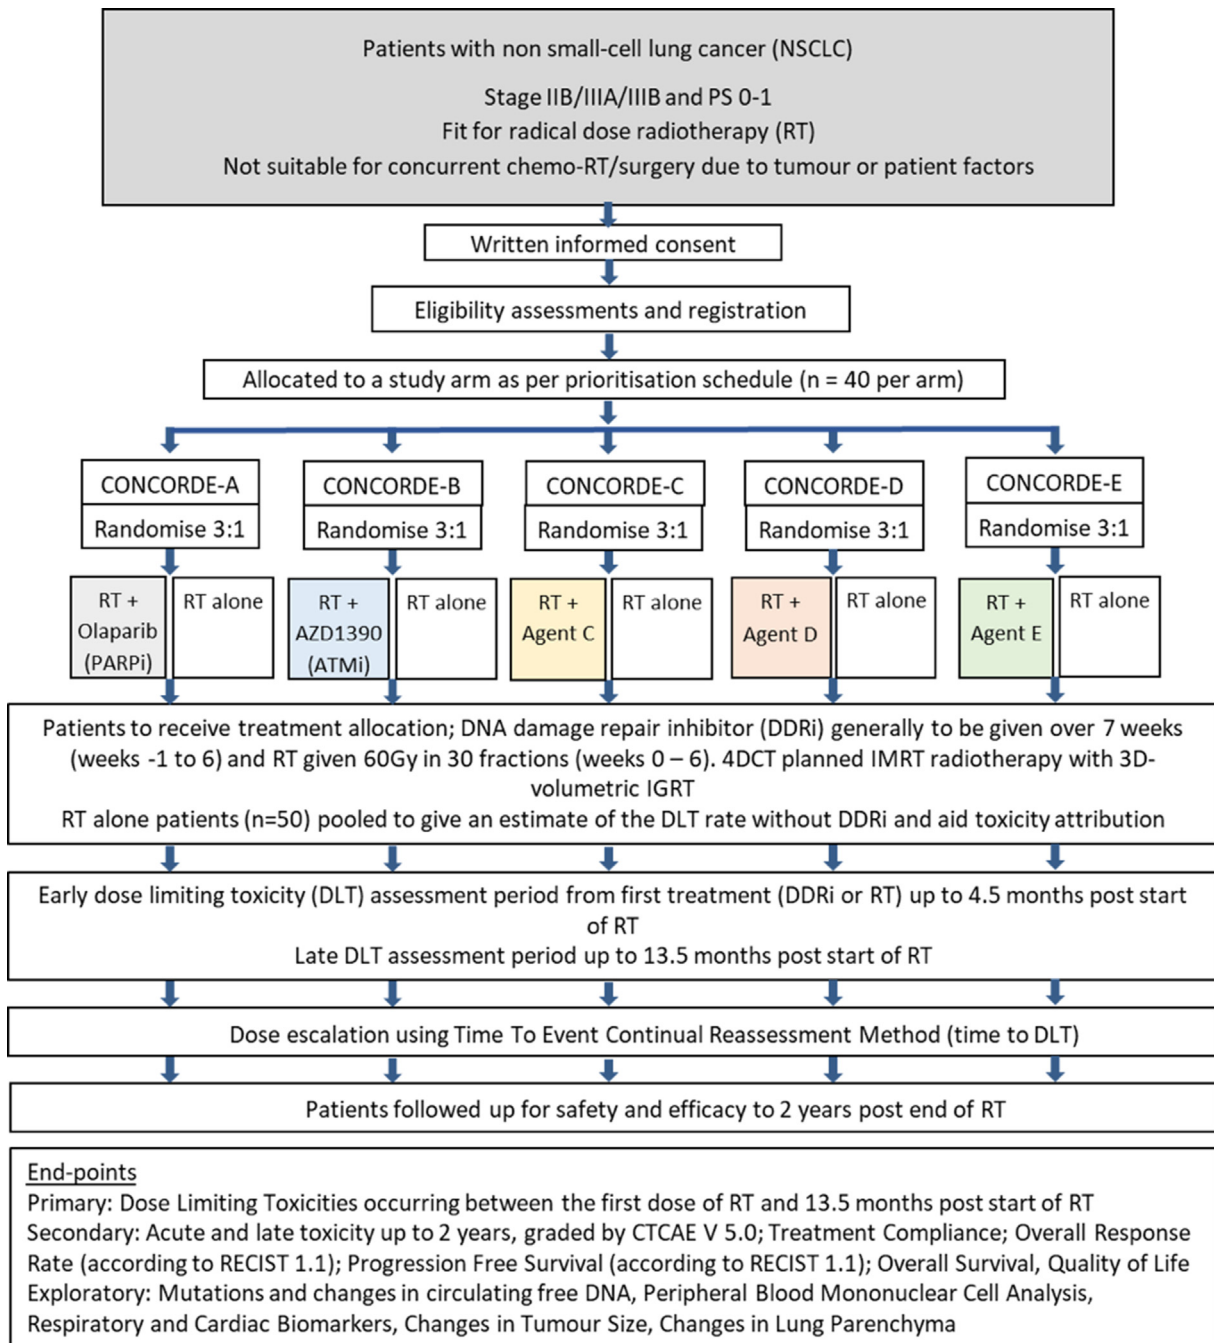 Patients with non small-cell lung cancer (NSCLC)
Stage IIB/IIIA/IIIB and PS 0-1
Fit for radical dose radiotherapy (RT)
Not suitable for concurrent chemo-RT/surgery due to tumour or patient factors
Written informed consent
Eligibility assessments and registration
Allocated to a study arm as per prioritisation schedule (n = 40 per arm)
CONCORDE-A
Randomise 3:1
CONCORDE-B
Randomise 3:1
CONCORDE-C
Randomise 3:1
CONCORDE-D
Randomise 3:1
CONCORDE-E
Randomise 3:1
RT +
Olaparib
(PARPi)
RT alone
RT +
AZD1390
(ATMi)
RT alone
RT +
Agent C
RT alone
RT +
Agent D
RT alone
RT +
Agent E
RT alone
Patients to receive treatment allocation; DNA damage repair inhibitor (DDRi) generally to be given over 7 weeks
(weeks -1 to 6) and RT given 60Gy in 30 fractions (weeks 0 – 6). 4DCT planned IMRT radiotherapy with 3D-
volumetric IGRT
RT alone patients (n=50) pooled to give an estimate of the DLT rate without DDRi and aid toxicity attribution
Early dose limiting toxicity (DLT) assessment period from first treatment (DDRi or RT) up to 4.5 months post start
of RT
Late DLT assessment period up to 13.5 months post start of RT
Dose escalation using Time To Event Continual Reassessment Method (time to DLT)
Patients followed up for safety and efficacy to 2 years post end of RT
End-points
Primary: Dose Limiting Toxicities occurring between the first dose of RT and 13.5 months post start of RT
Secondary: Acute and late toxicity up to 2 years, graded by CTCAE V 5.0; Treatment Compliance; Overall Response
Rate (according to RECIST 1.1); Progression Free Survival (according to RECIST 1.1); Overall Survival, Quality of Life
Exploratory: Mutations and changes in circulating free DNA, Peripheral Blood Mononuclear Cell Analysis,
Respiratory and Cardiac Biomarkers, Changes in Tumour Size, Changes in Lung Parenchyma